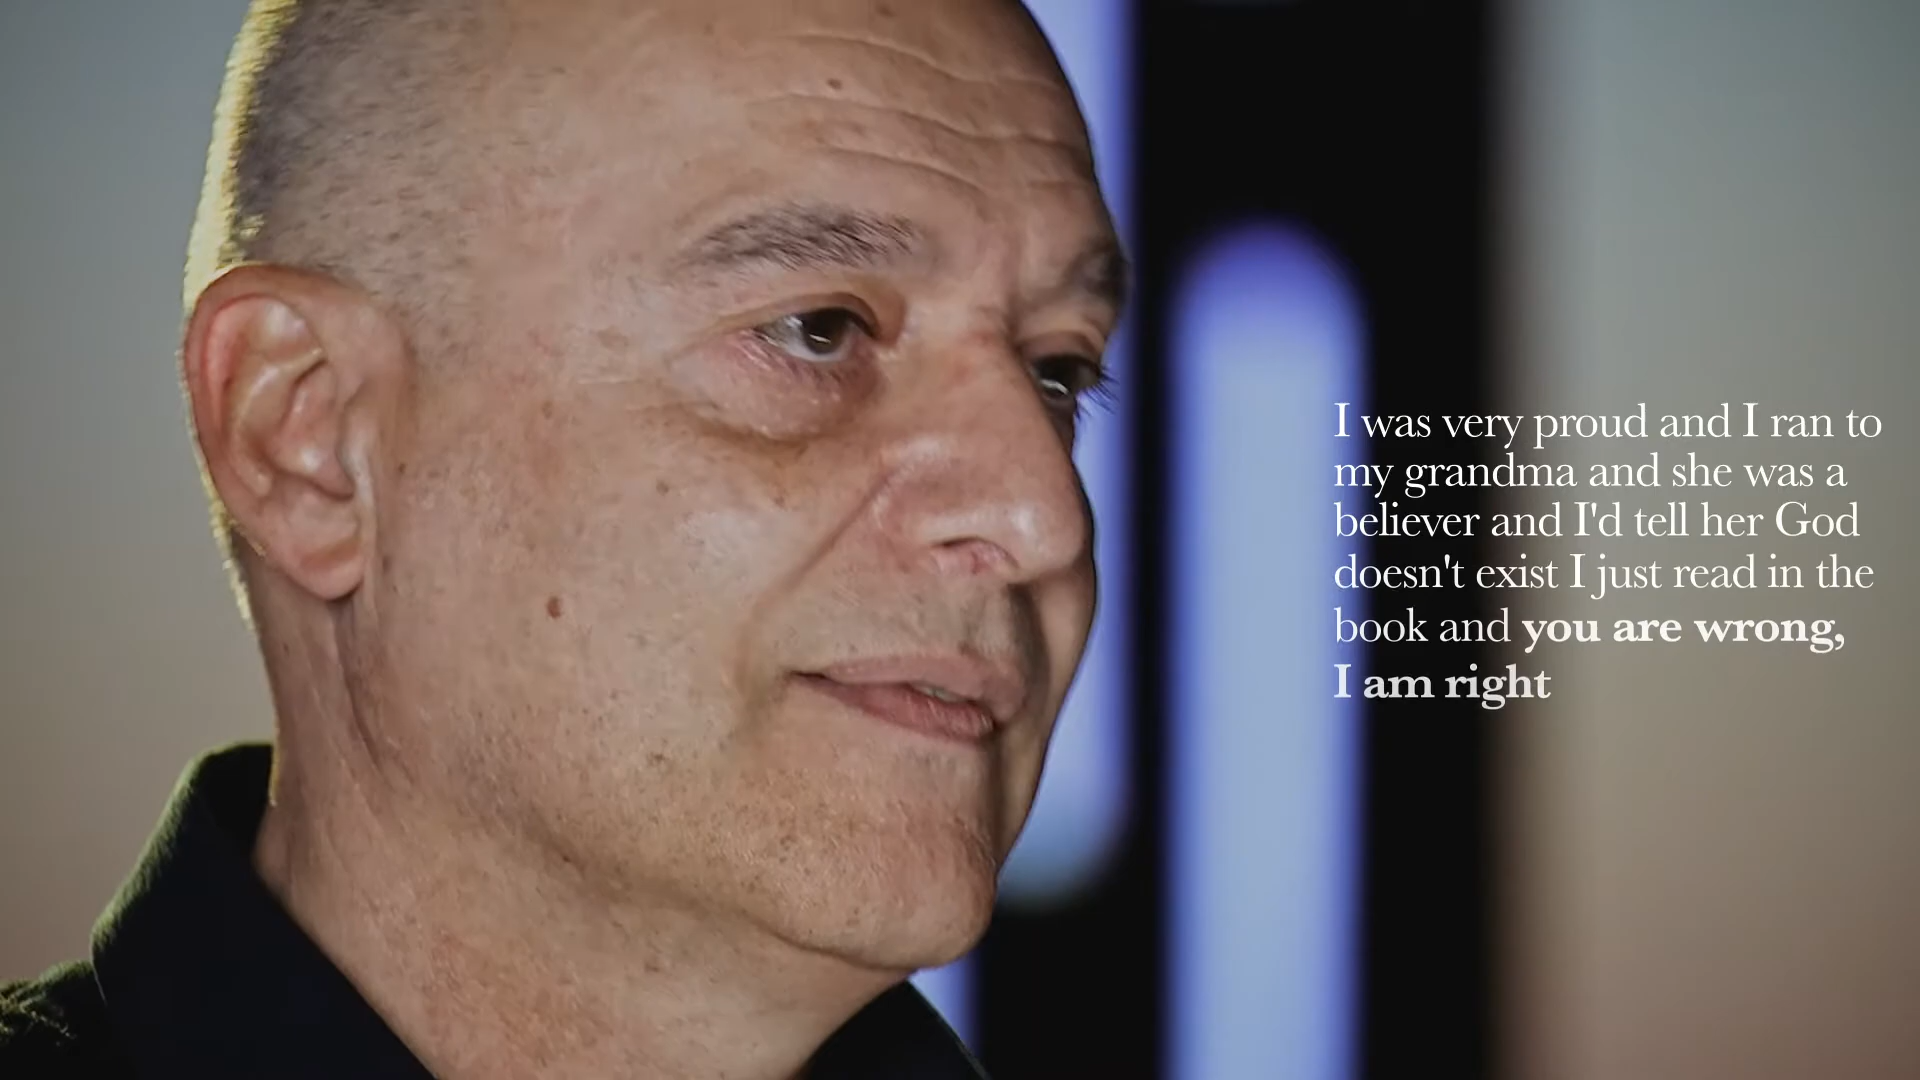 I was very proud and I ran to
my grandma and she was a
believer and I'd tell her God
doesn't exist I just read in the
book and you are wrong,
I am right